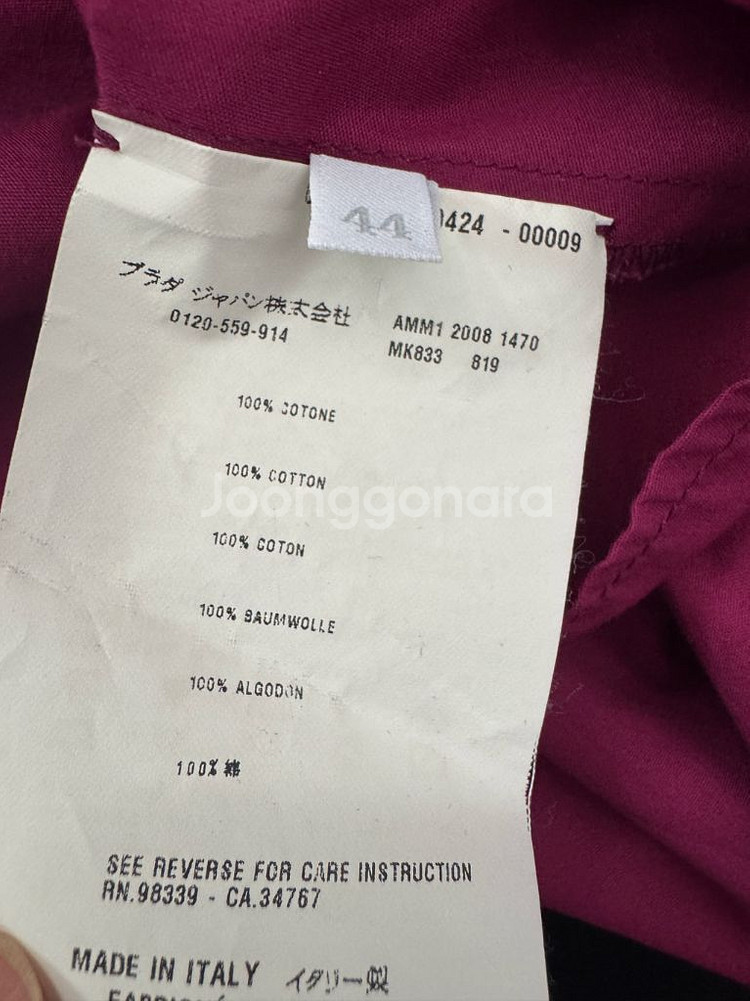 44
424 - 00009
プラダ ジャパン株式会社
0120-559-914
AMM1 2008 1470
MK833 819
100% COTONE
100% COTTON
Joonggonara
100% COTON
100% BAUMWOLLE
100% ALGODON
100% 綿
SEE REVERSE FOR CARE INSTRUCTION
RN.98339 - CA.34767
MADE IN ITALY イタリー製